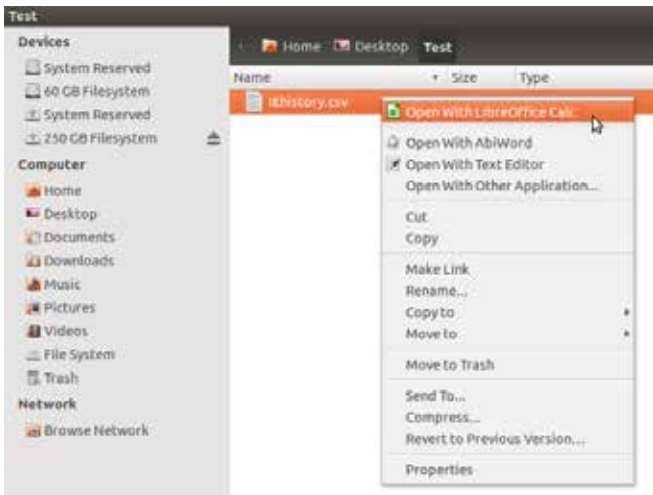 Test
Devices
System Reserved
60 GB Filesystem
System Reserved
250 GB Filesystem
Computer
Home
Desktop
Documents
Downloads
Music
Pictures
Videos
File System
Trash
Network
Browse Network
Home Desktop Test
Name Size Type
IEhistory.csv
Open With LibreOffice Calc
Open With AbiWord
Open With Text Editor
Open With Other Application...
Cut
Copy
Make Link
Rename...
Copy to
Move to
Move to Trash
Send To...
Compress...
Revert to Previous Version...
Properties